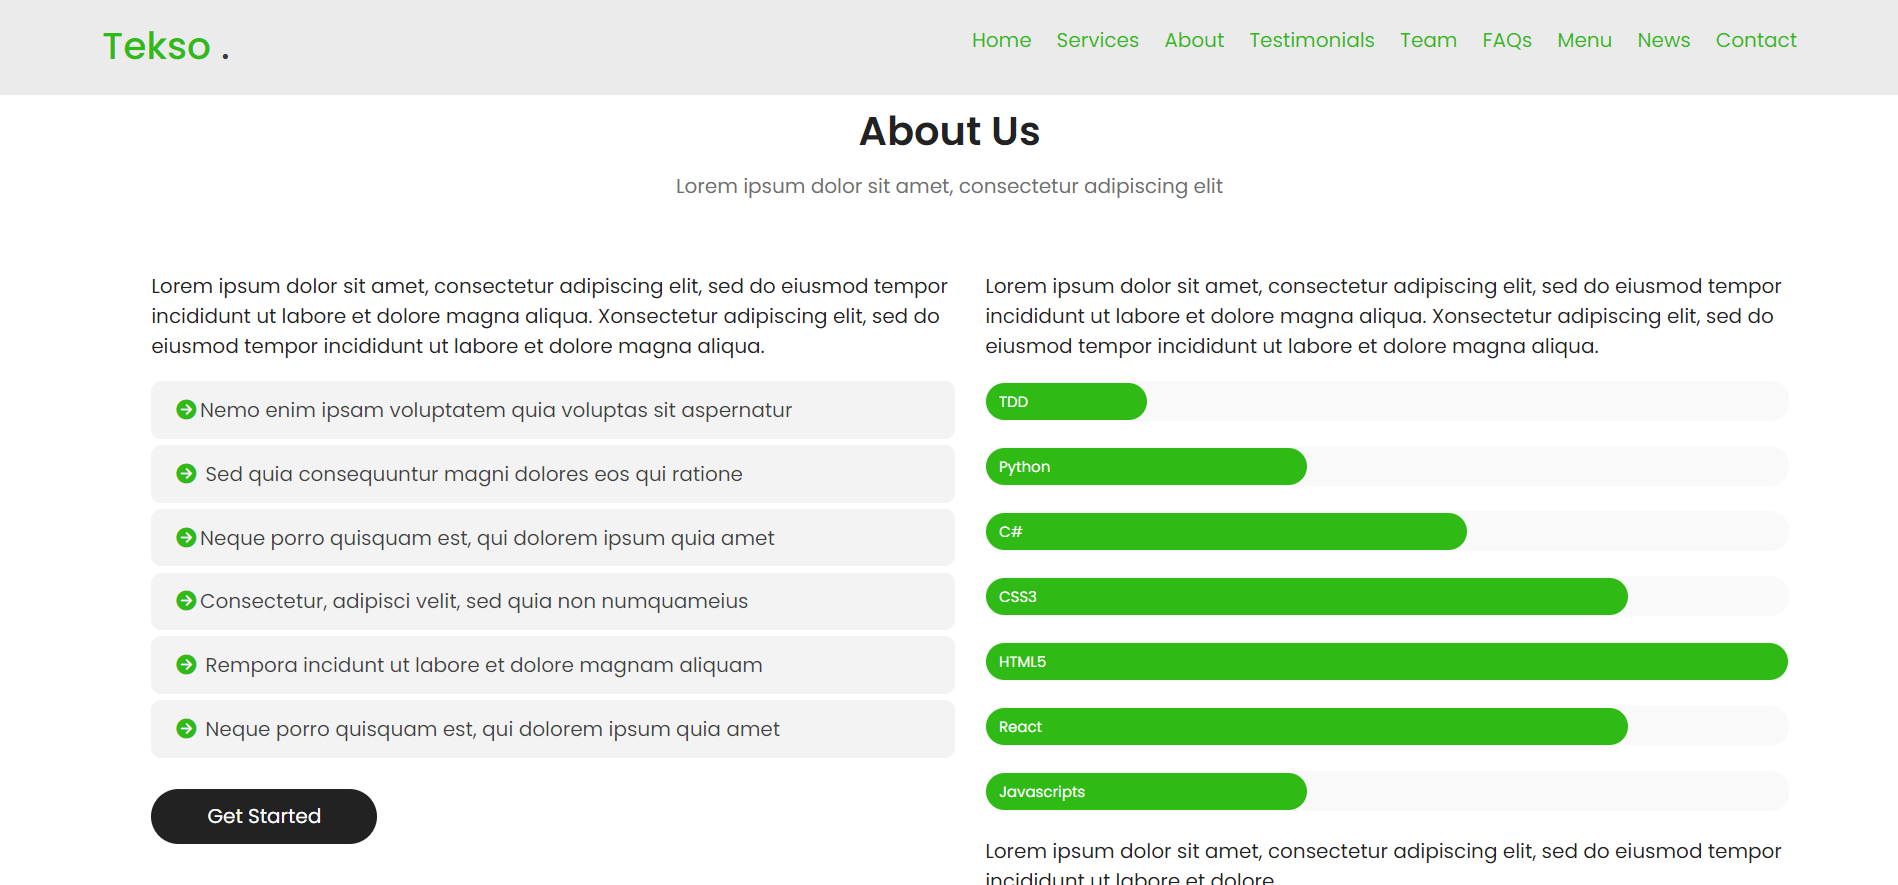 Tekso .
Home Services About Testimonials Team FAQs Menu News Contact
About Us
Lorem ipsum dolor sit amet, consectetur adipiscing elit
Lorem ipsum dolor sit amet, consectetur adipiscing elit, sed do eiusmod tempor
incididunt ut labore et dolore magna aliqua. Xonsectetur adipiscing elit, sed do
eiusmod tempor incididunt ut labore et dolore magna aliqua.
Nemo enim ipsam voluptatem quia voluptas sit aspernatur
Sed quia consequuntur magni dolores eos qui ratione
Neque porro quisquam est, qui dolorem ipsum quia amet
Consectetur, adipisci velit, sed quia non numquameius
Rempora incidunt ut labore et dolore magnam aliquam
Neque porro quisquam est, qui dolorem ipsum quia amet
Get Started
Lorem ipsum dolor sit amet, consectetur adipiscing elit, sed do eiusmod tempor
incididunt ut labore et dolore magna aliqua. Xonsectetur adipiscing elit, sed do
eiusmod tempor incididunt ut labore et dolore magna aliqua.
TDD
Python
C#
CSS3
HTML5
React
Javascripts
Lorem ipsum dolor sit amet, consectetur adipiscing elit, sed do eiusmod tempor
incididunt ut labore et dolore